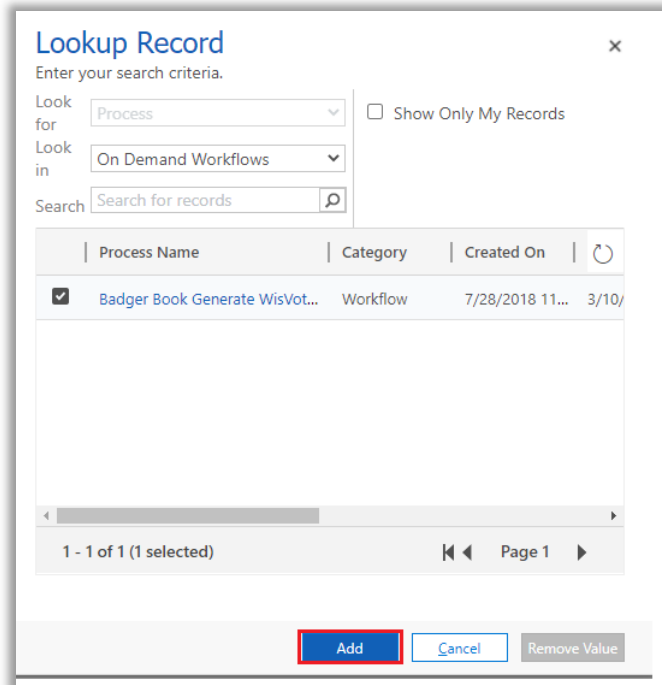 Lookup Record
Enter your search criteria.
Look for
Process
Show Only My Records
Look in
On Demand Workflows
Search
Search for records
Process Name
Category
Created On
Badger Book Generate WisVot...
Workflow
7/28/2018 11...
3/10/
1 - 1 of 1 (1 selected)
Page 1
Add
Cancel
Remove Value